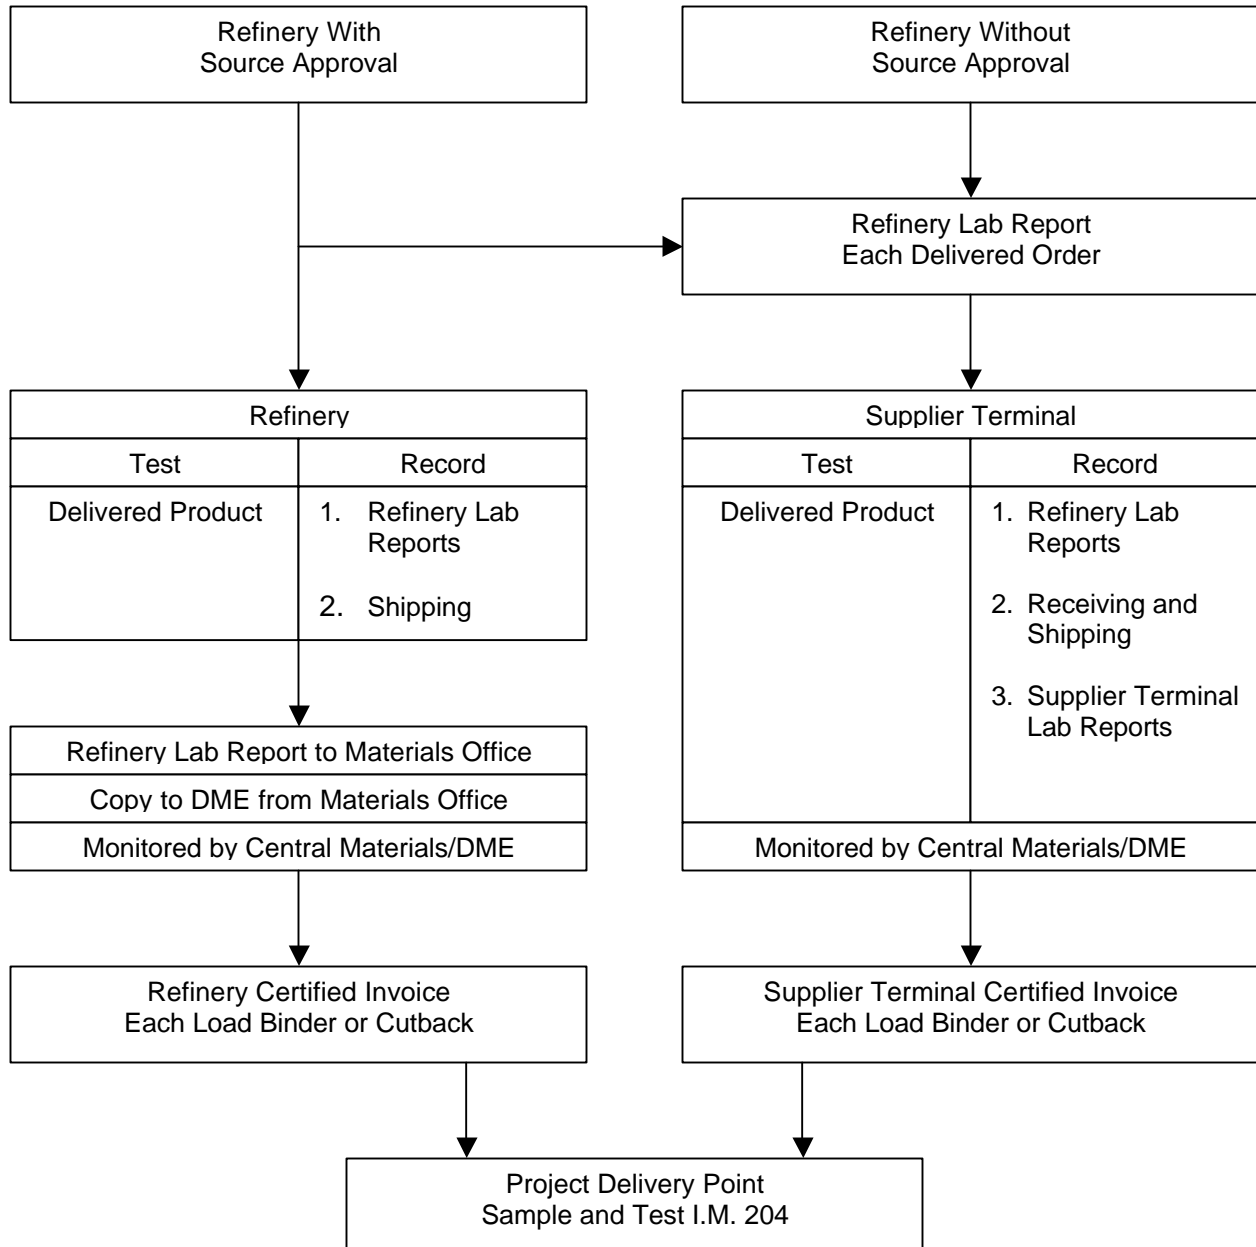 Refinery With
Source Approval
Refinery Without
Source Approval
Refinery Lab Report
Each Delivered Order
Refinery
Test
Record
Delivered Product
1. Refinery Lab
Reports
2. Shipping
Supplier Terminal
Test
Record
Delivered Product
1. Refinery Lab
Reports
2. Receiving and
Shipping
3. Supplier Terminal
Lab Reports
Refinery Lab Report to Materials Office
Copy to DME from Materials Office
Monitored by Central Materials/DME
Monitored by Central Materials/DME
Refinery Certified Invoice
Each Load Binder or Cutback
Supplier Terminal Certified Invoice
Each Load Binder or Cutback
Project Delivery Point
Sample and Test I.M. 204